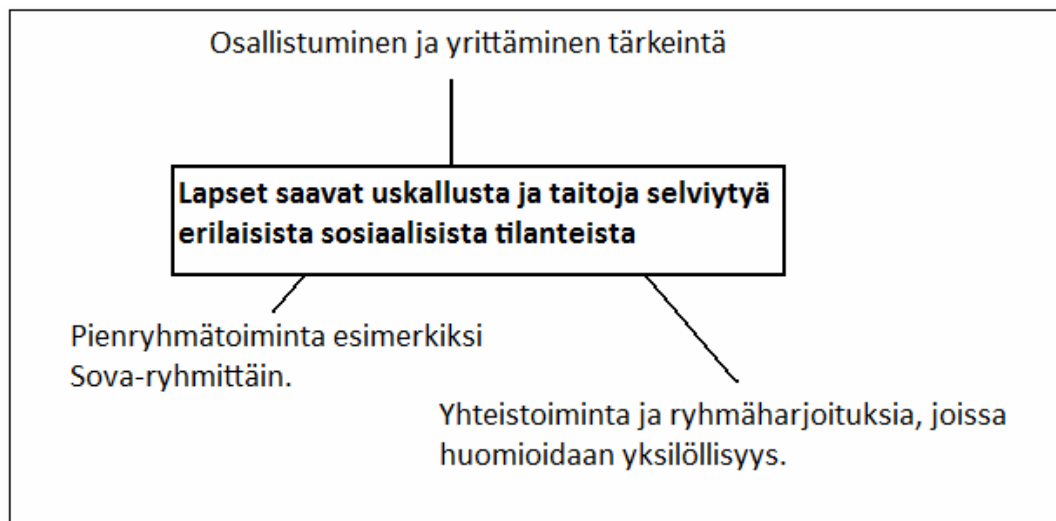 Osallistuminen ja yrittäminen tärkeintä
Lapset saavat uskallusta ja taitoja selviytyä
erilaisista sosiaalisista tilanteista
Pienryhmätoiminta esimerkiksi
Sova-ryhmittäin.
Yhteistoiminta ja ryhmäharjoituksia, joissa
huomioidaan yksilöllisyys.